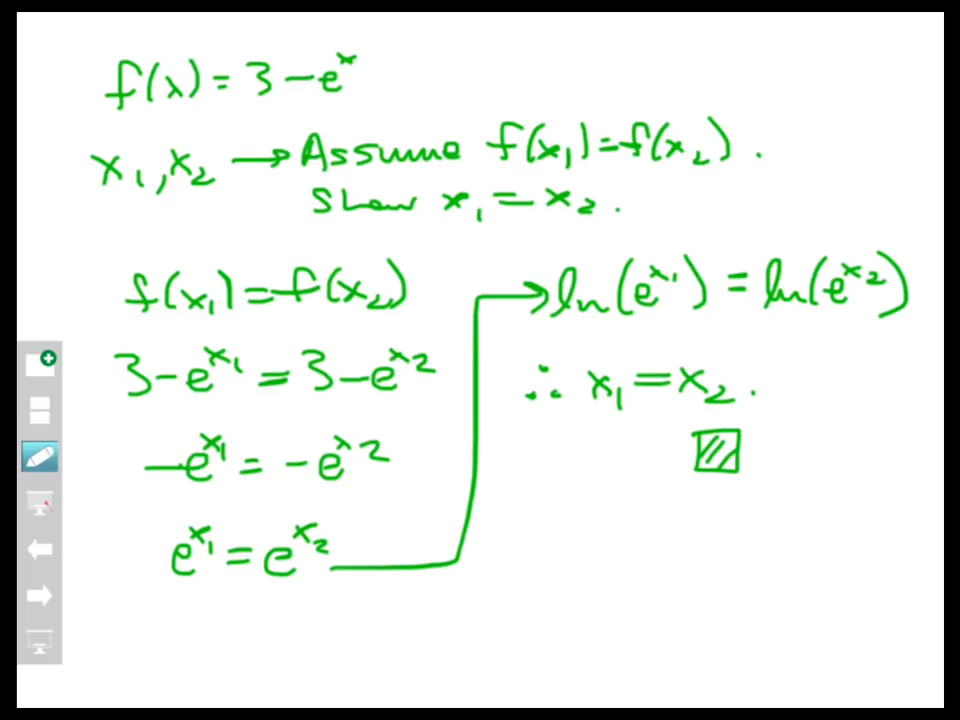 f(x) = 3 - e^x
x₁, x₂ → Assume f(x₁) = f(x₂).
Show x₁ = x₂.
f(x₁) = f(x₂)
3 - e^x₁ = 3 - e^x₂
-e^x₁ = -e^x₂
e^x₁ = e^x₂
→ ln(e^x₁) = ln(e^x₂)
∴ x₁ = x₂.